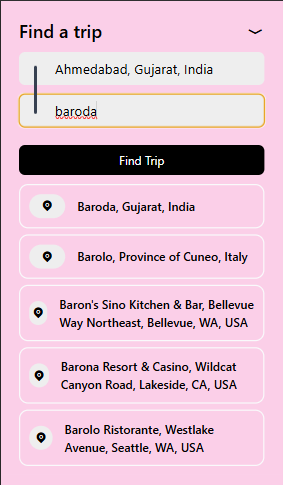 Find a trip
Ahmedabad, Gujarat, India
baroda
Find Trip
Baroda, Gujarat, India
Barolo, Province of Cuneo, Italy
Baron's Sino Kitchen & Bar, Bellevue
Way Northeast, Bellevue, WA, USA
Barona Resort & Casino, Wildcat
Canyon Road, Lakeside, CA, USA
Barolo Ristorante, Westlake
Avenue, Seattle, WA, USA